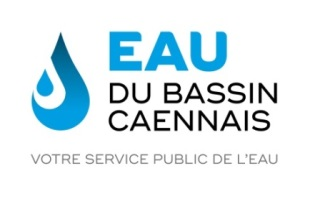 EAU
DU BASSIN
CAENNAIS
VOTRE SERVICE PUBLIC DE L'EAU